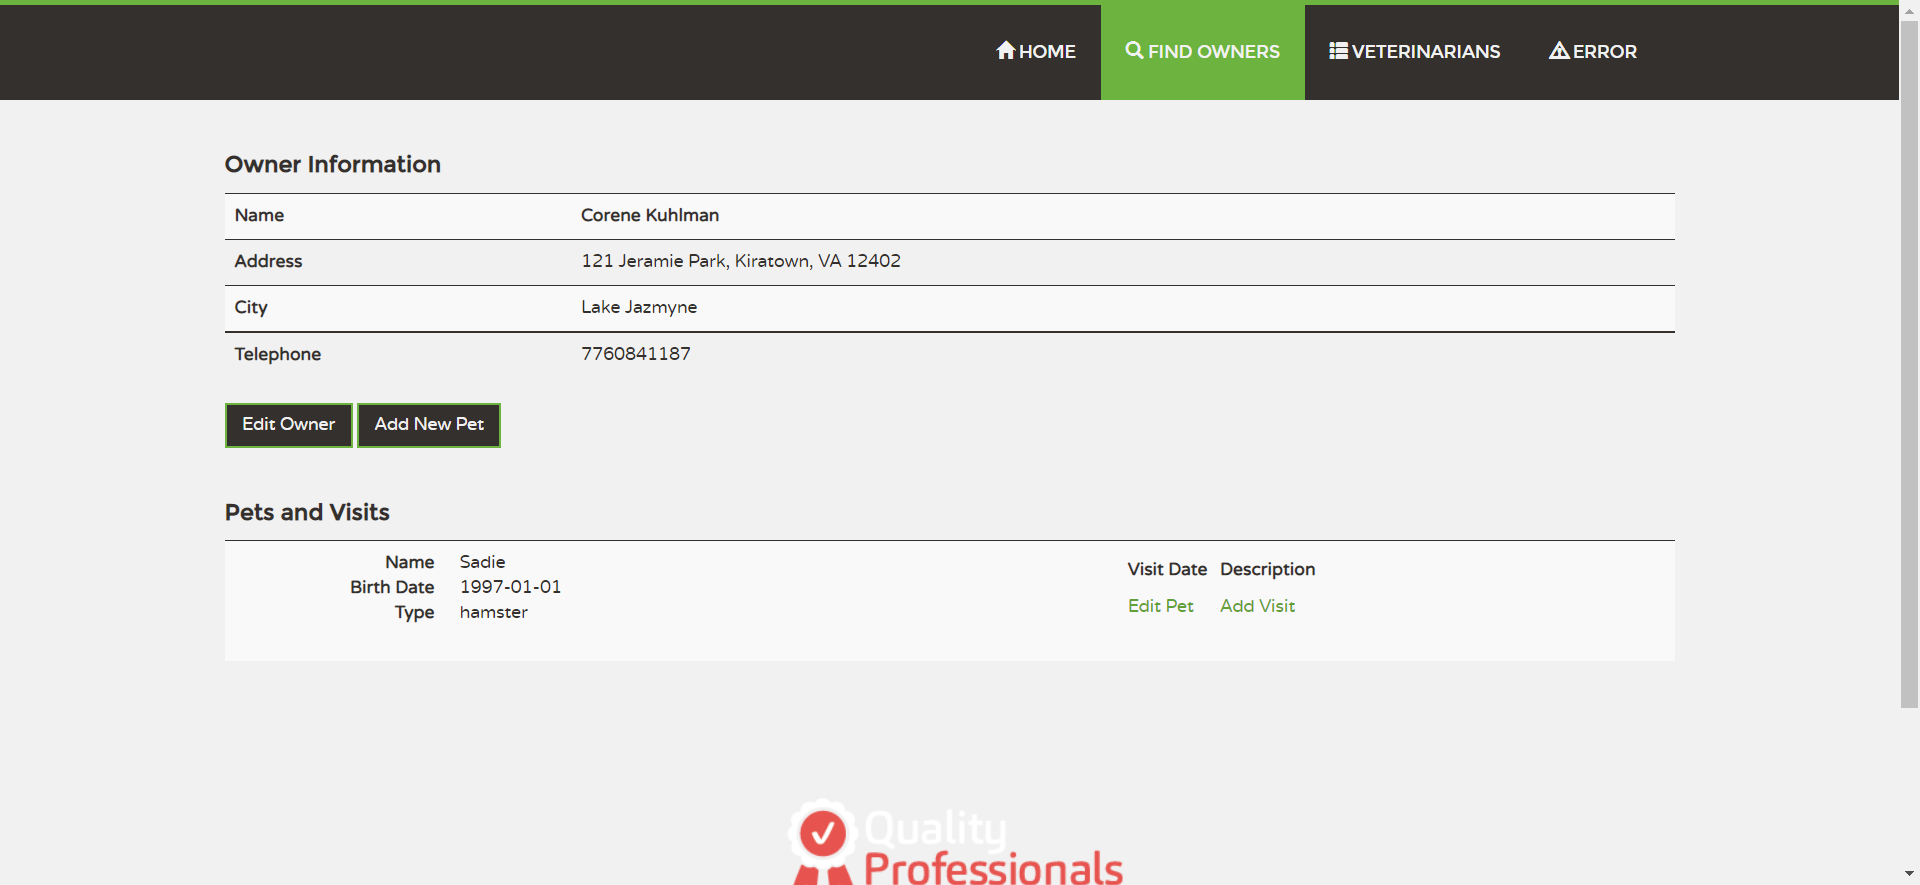 HOME FIND OWNERS VETERINARIANS ERROR
Owner Information
Name Corene Kuhlman
Address 121 Jeramie Park, Kiratown, VA 12402
City Lake Jazmyne
Telephone 7760841187
Edit Owner Add New Pet
Pets and Visits
Name Sadie
Birth Date 1997-01-01
Type hamster
Visit Date Description
Edit Pet Add Visit
Quality
Professionals